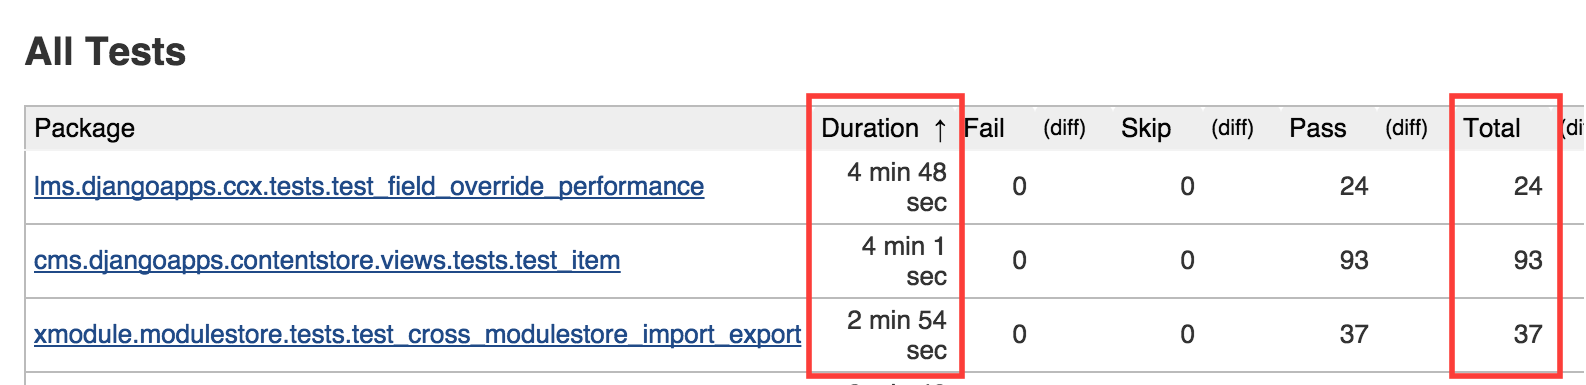 All Tests
Package Duration ↑ Fail (diff) Skip (diff) Pass (diff) Total
lms.djangoapps.ccx.tests.test_field_override_performance 4 min 48 sec 0 0 24 24
cms.djangoapps.contentstore.views.tests.test_item 4 min 1 sec 0 0 93 93
xmodule.modulestore.tests.test_cross_modulestore_import_export 2 min 54 sec 0 0 37 37